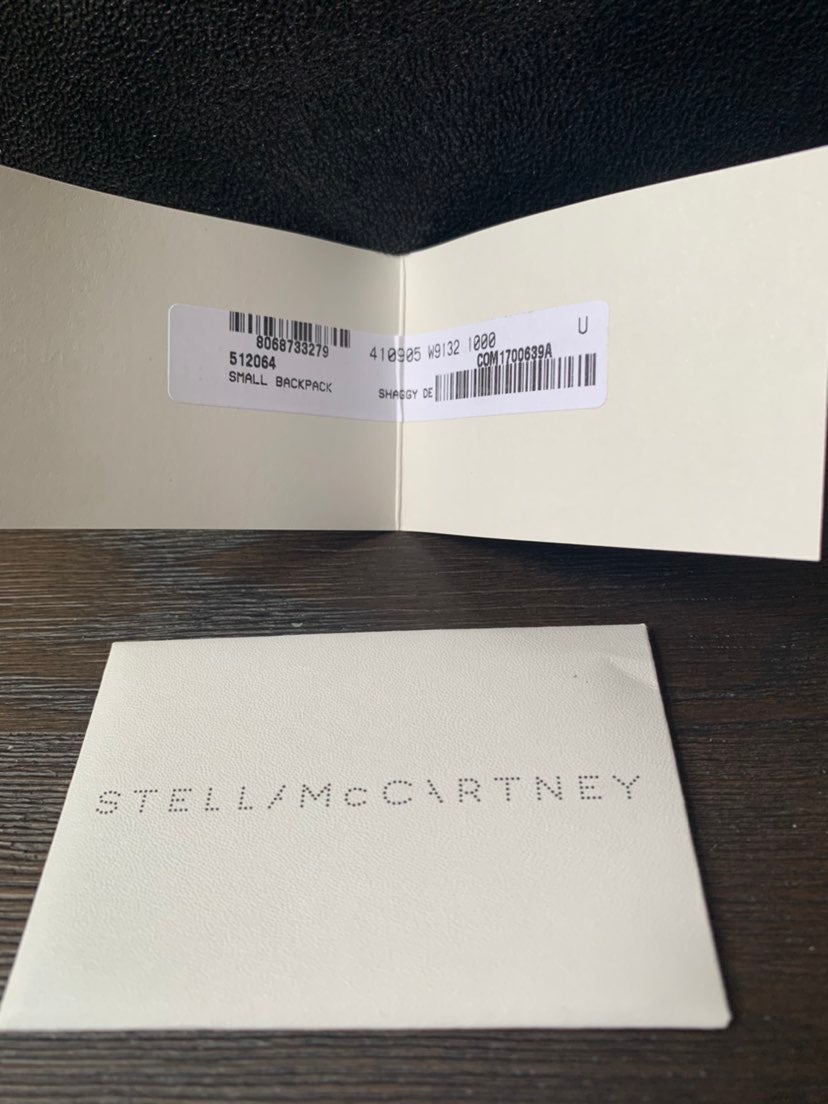 8068733279
512064
SMALL BACKPACK
410905 W9132 1000
U
COM1700639A
SHAGGY DE
STELLA McCARTNEY